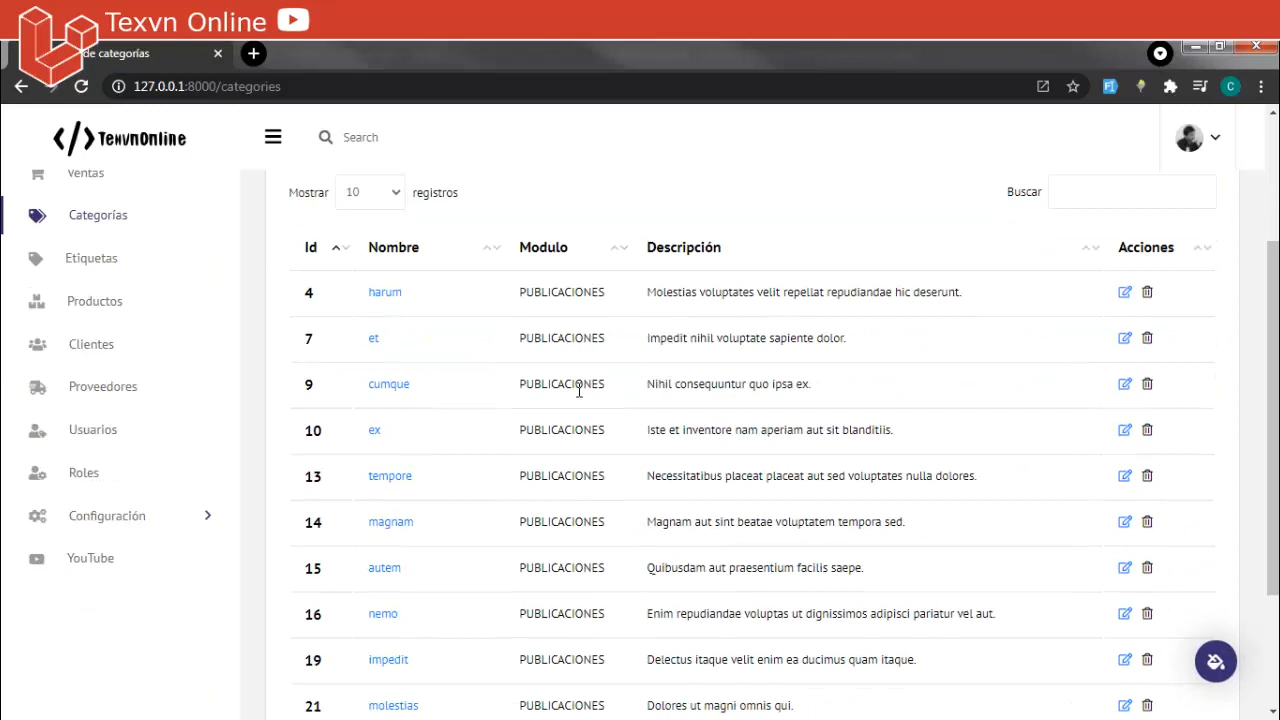 Texvn Online
de categorías
127.0.0.1:8000/categories
C
TexvnOnline
Search
Ventas
Categorías
Etiquetas
Productos
Clientes
Proveedores
Usuarios
Roles
Configuración
YouTube
Mostrar 10 registros
Buscar
Id Nombre Modulo Descripción Acciones
4 harum PUBLICACIONES Molestias voluptates velit repellat repudiandae hic deserunt.
7 et PUBLICACIONES Impedit nihil voluptate sapiente dolor.
9 cumque PUBLICACIONES Nihil consequuntur quo ipsa ex.
10 ex PUBLICACIONES Iste et inventore nam aperiam aut sit blanditiis.
13 tempore PUBLICACIONES Necessitatibus placeat placeat aut sed voluptates nulla dolores.
14 magnam PUBLICACIONES Magnam aut sint beatae voluptatem tempora sed.
15 autem PUBLICACIONES Quibusdam aut praesentium facilis saepe.
16 nemo PUBLICACIONES Enim repudiandae voluptas ut dignissimos adipisci pariatur vel aut.
19 impedit PUBLICACIONES Delectus itaque velit enim ea ducimus quam itaque.
21 molestias PUBLICACIONES Dolores ut magni omnis qui.